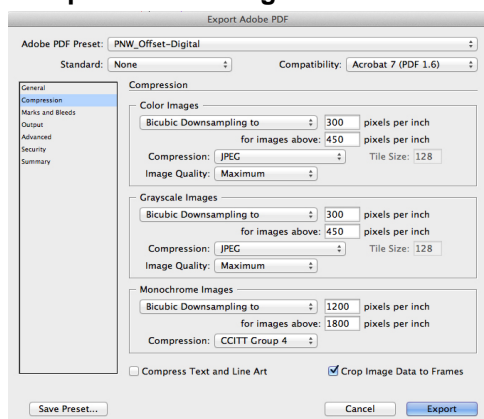 Export Adobe PDF
Adobe PDF Preset: PNW_Offset-Digital
Standard: None Compatibility: Acrobat 7 (PDF 1.6)
General
Compression
Marks and Bleeds
Output
Advanced
Security
Summary
Compression
Color Images
Bicubic Downsampling to 300 pixels per inch
for images above: 450 pixels per inch
Compression: JPEG Tile Size: 128
Image Quality: Maximum
Grayscale Images
Bicubic Downsampling to 300 pixels per inch
for images above: 450 pixels per inch
Compression: JPEG Tile Size: 128
Image Quality: Maximum
Monochrome Images
Bicubic Downsampling to 1200 pixels per inch
for images above: 1800 pixels per inch
Compression: CCITT Group 4
Compress Text and Line Art Crop Image Data to Frames
Save Preset... Cancel Export